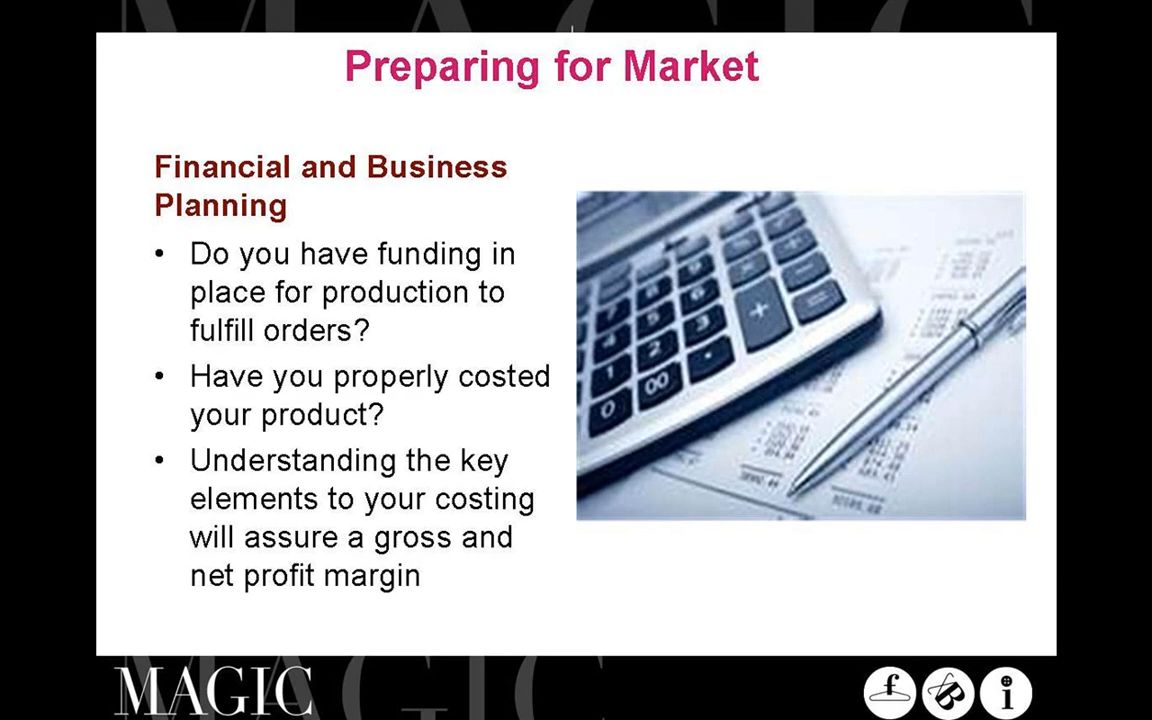 Preparing for Market
Financial and Business
Planning
• Do you have funding in
place for production to
fulfill orders?
• Have you properly costed
your product?
• Understanding the key
elements to your costing
will assure a gross and
net profit margin
MAGIC